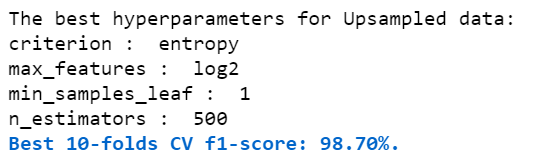 The best hyperparameters for Upsampled data:
criterion :  entropy
max_features :  log2
min_samples_leaf :  1
n_estimators :  500
Best 10-folds CV f1-score: 98.70%.